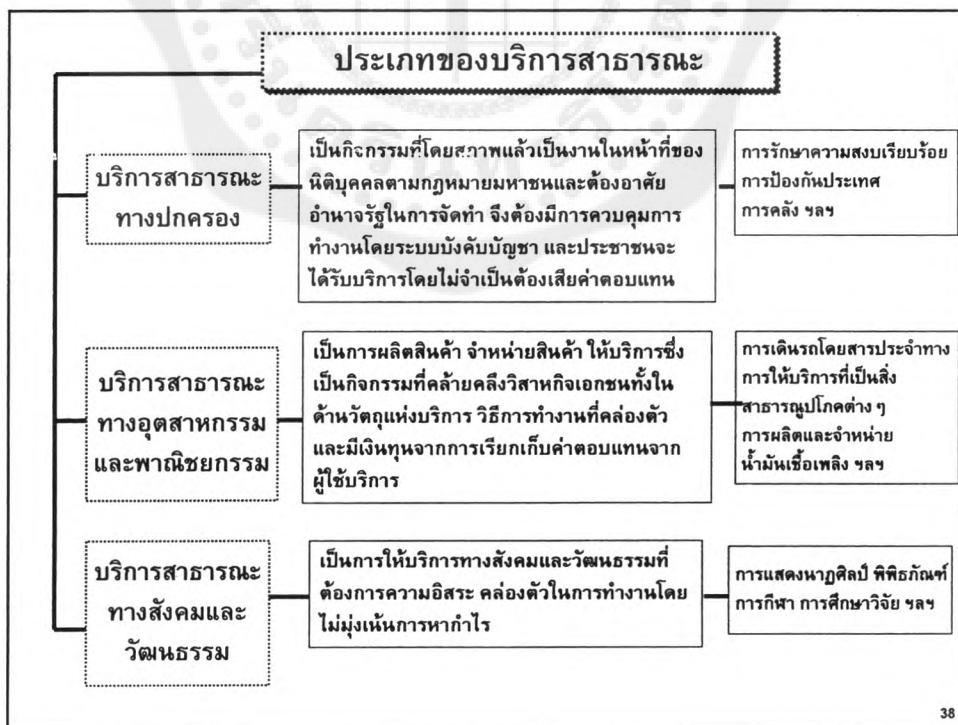 ประเภทของบริการสาธารณะ
บริการสาธารณะ
ทางปกครอง
เป็นกิจกรรมที่โดยสภาพแล้วเป็นงานในหน้าที่ของ
นิติบุคคลตามกฎหมายมหาชนและต้องอาศัย
อำนาจรัฐในการจัดทำ จึงต้องมีการควบคุมการ
ทำงานโดยระบบบังคับบัญชา และประชาชนจะ
ได้รับบริการโดยไม่จำเป็นต้องเสียค่าตอบแทน
การรักษาความสงบเรียบร้อย
การป้องกันประเทศ
การคลัง ฯลฯ
บริการสาธารณะ
ทางอุตสาหกรรม
และพาณิชยกรรม
เป็นการผลิตสินค้า จำหน่ายสินค้า ให้บริการซึ่ง
เป็นกิจกรรมที่คล้ายคลึงวิสาหกิจเอกชนทั้งใน
ด้านวัตถุแห่งบริการ วิธีการทำงานที่คล่องตัว
และมีเงินทุนจากการเรียกเก็บค่าตอบแทนจาก
ผู้ใช้บริการ
การเดินรถโดยสารประจำทาง
การให้บริการที่เป็นสิ่ง
สาธารณูปโภคต่าง ๆ
การผลิตและจำหน่าย
น้ำมันเชื้อเพลิง ฯลฯ
บริการสาธารณะ
ทางสังคมและ
วัฒนธรรม
เป็นการให้บริการทางสังคมและวัฒนธรรมที่
ต้องการความอิสระ คล่องตัวในการทำงานโดย
ไม่มุ่งเน้นการหากำไร
การแสดงนาฏศิลป์ พิพิธภัณฑ์
การกีฬา การศึกษาวิจัย ฯลฯ
38